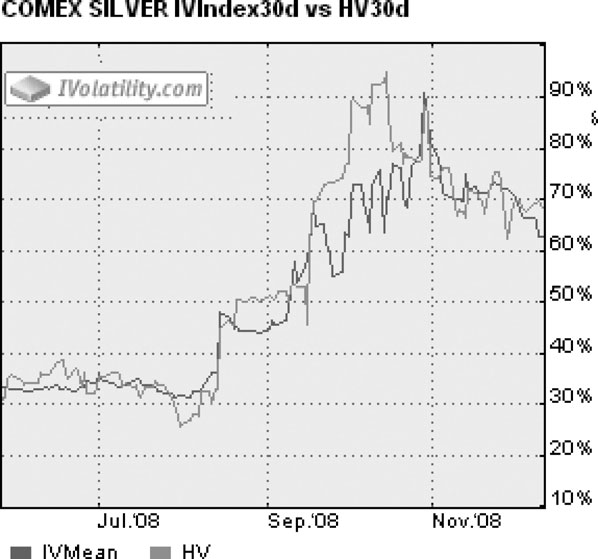 COMEX SILVER IVIndex30d vs HV30d
IVolatility.com
90%
&
80%
70%
60%
50%
40%
30%
20%
10%
Jul.'08 Sep.'08 Nov.'08
IVMean HV